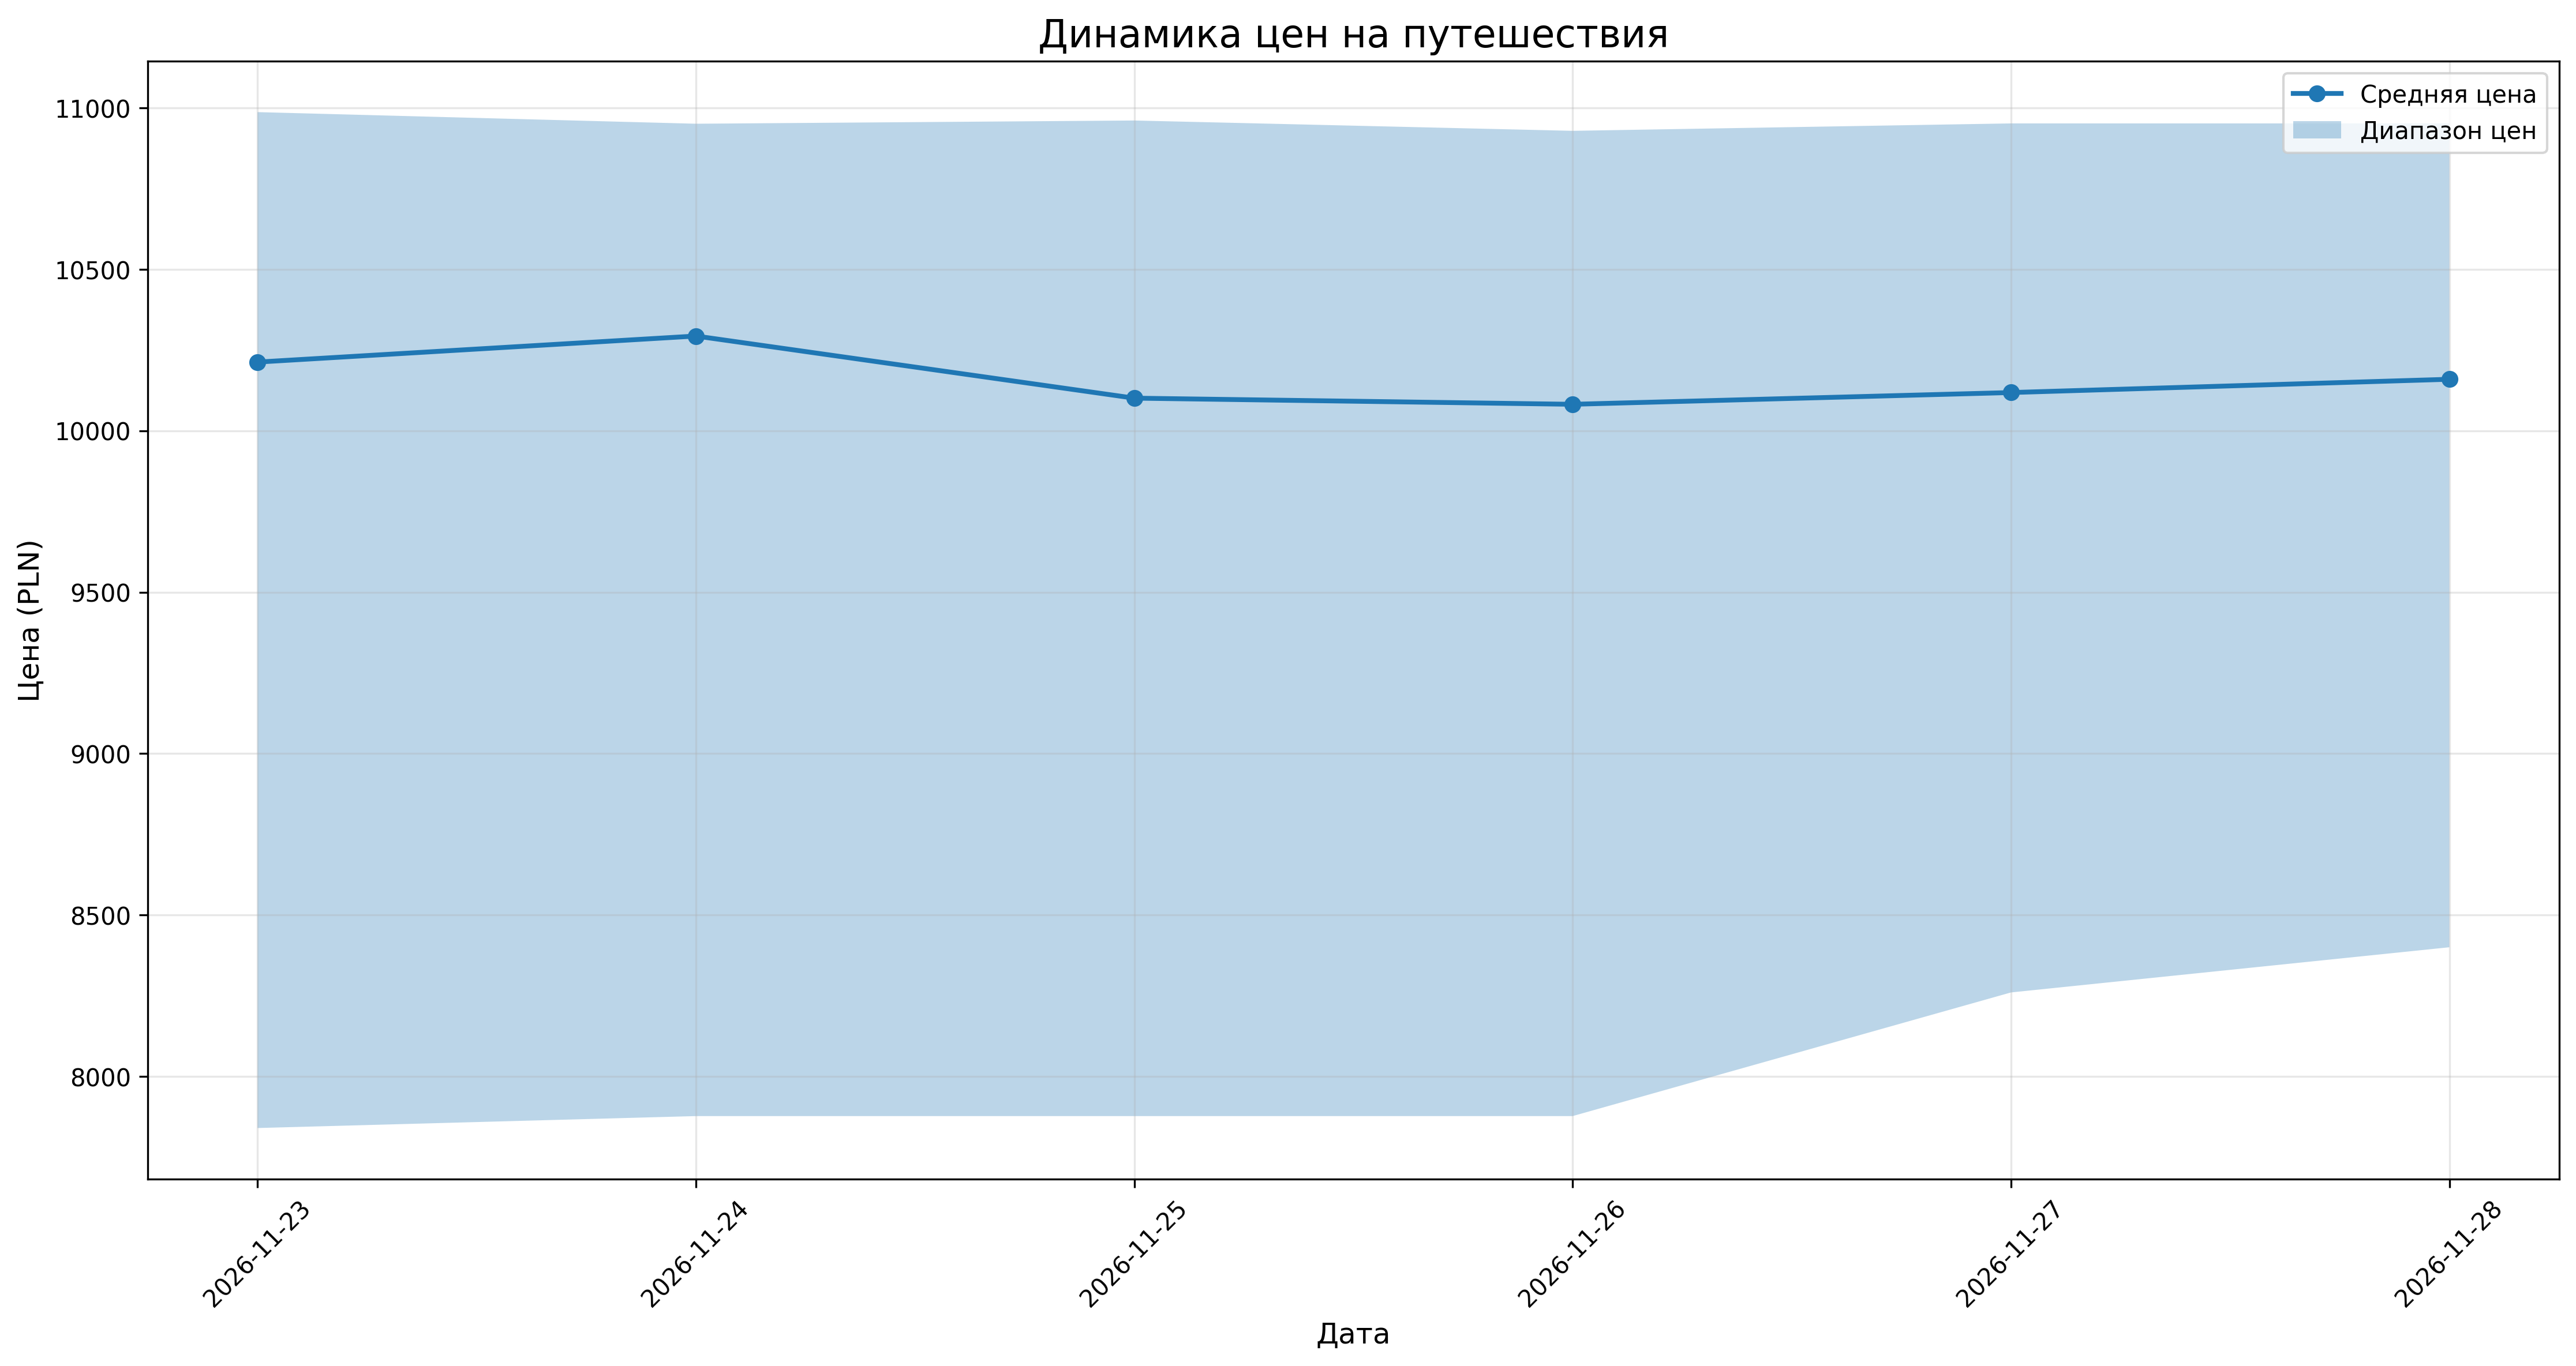 Динамика цен на путешествия
Средняя цена
Диапазон цен
Цена (PLN)
11000
10500
10000
9500
9000
8500
8000
2026-11-23
2026-11-24
2026-11-25
2026-11-26
2026-11-27
2026-11-28
Дата